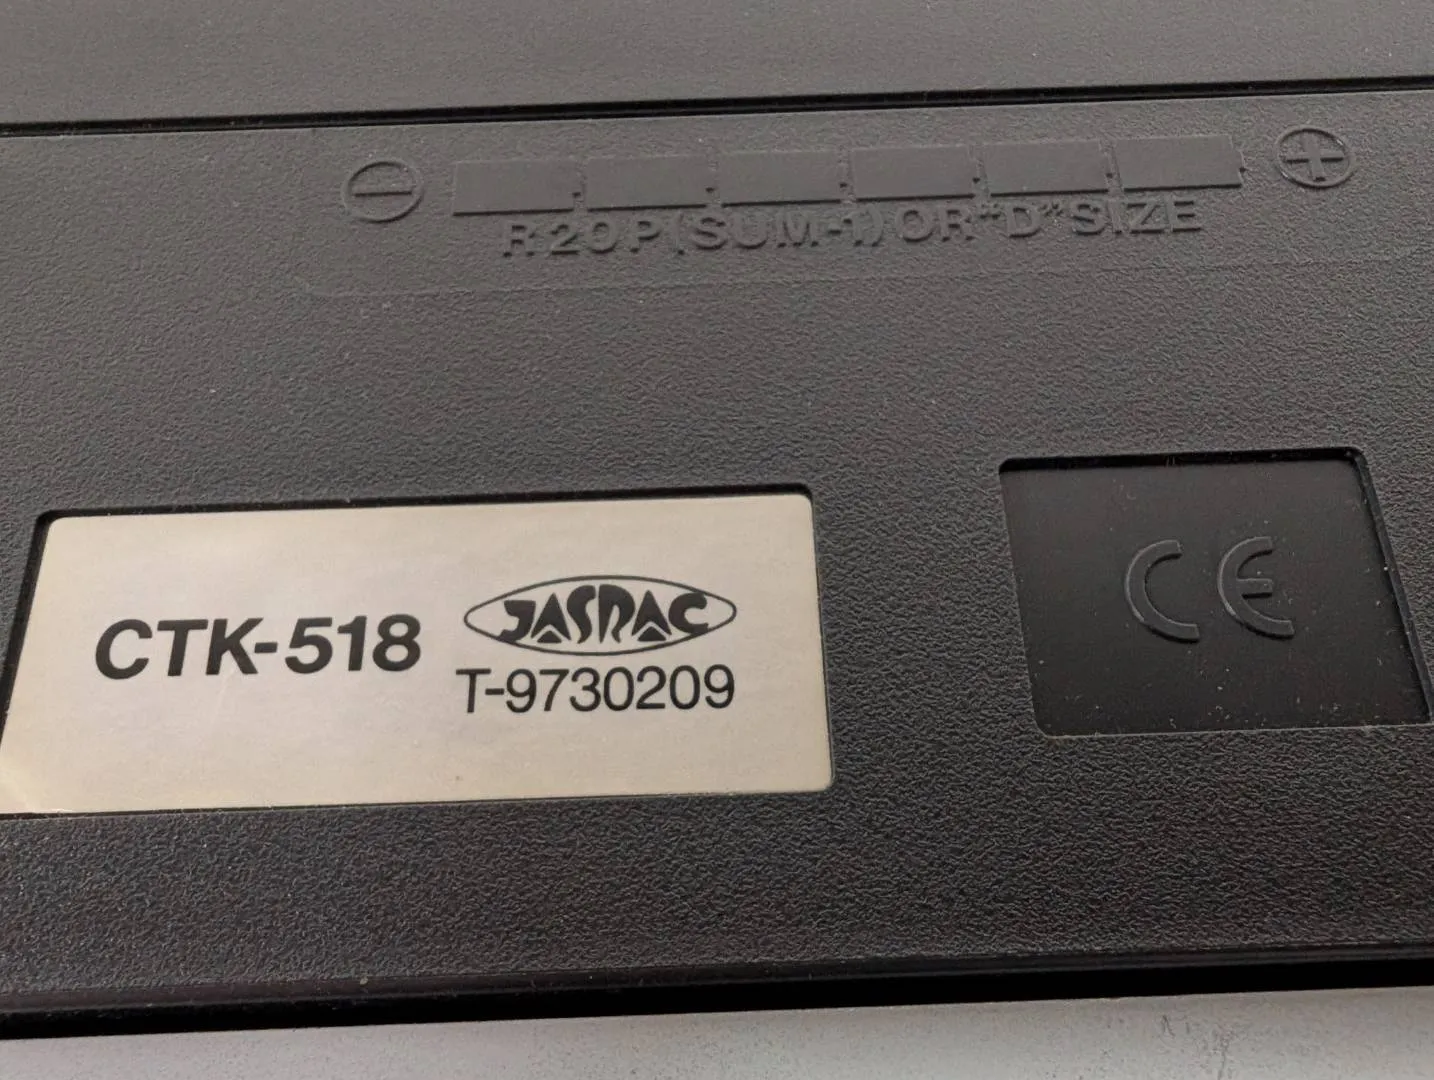 R20P(SUM-1)OR"D"SIZE
CTK-518
JASRAC
T-9730209
CE